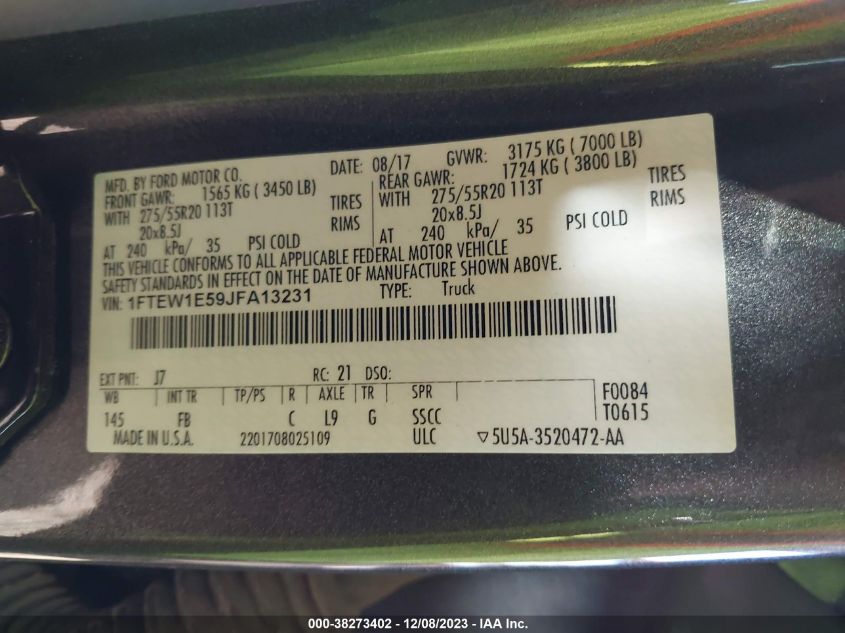 MFD. BY FORD MOTOR CO.
DATE: 08/17 GVWR: 3175 KG ( 7000 LB)
FRONT GAWR: 1565 KG ( 3450 LB)
WITH 275/55R20 113T TIRES
20x8.5J RIMS
AT 240 kPa/ 35 PSI COLD
REAR GAWR: 1724 KG ( 3800 LB)
WITH 275/55R20 113T TIRES
20x8.5J RIMS
AT 240 kPa/ 35 PSI COLD
THIS VEHICLE CONFORMS TO ALL APPLICABLE FEDERAL MOTOR VEHICLE
SAFETY STANDARDS IN EFFECT ON THE DATE OF MANUFACTURE SHOWN ABOVE.
VIN: 1FTEW1E59JFA13231 TYPE: Truck
EXT PNT: J7 RC: 21 DSO:
WB INT TR TP/PS R AXLE TR SPR F0084
145 FB C L9 G SSCC T0615
MADE IN U.S.A. 2201708025109 ULC ▽5U5A-3520472-AA
000-38273402 - 12/08/2023 - IAA Inc.